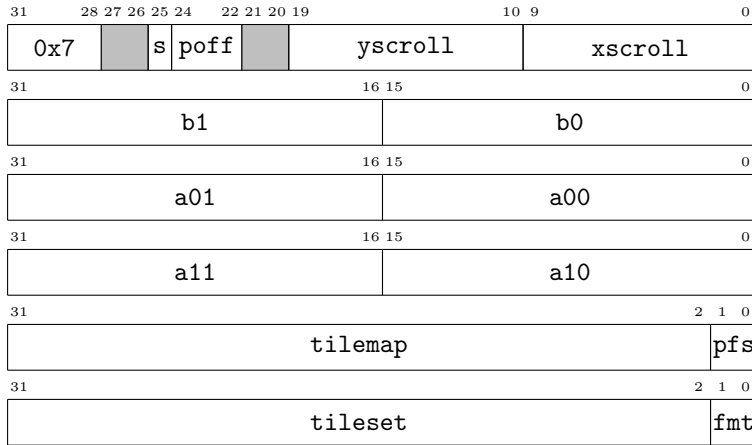 31 28 27 26 25 24 22 21 20 19 10 9 0
0x7 s poff yscroll xscroll
31 16 15 0
b1 b0
31 16 15 0
a01 a00
31 16 15 0
a11 a10
31 2 1 0
tilemap pfs
31 2 1 0
tileset fmt